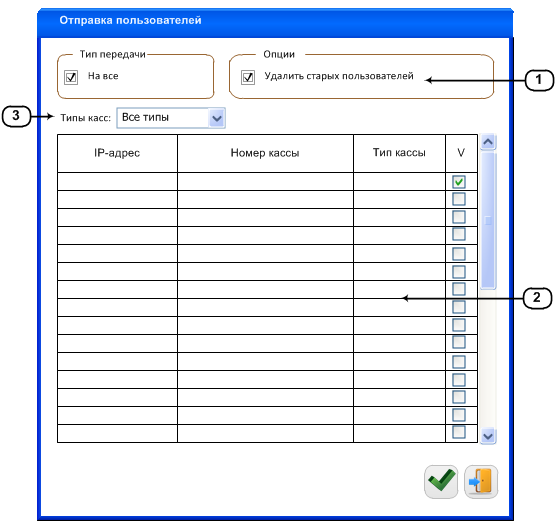 Отправка пользователей
Тип передачи
На все
Опции
Удалить старых пользователей
1
3
Типы касс: Все типы
IP-адрес Номер кассы Тип кассы V
2